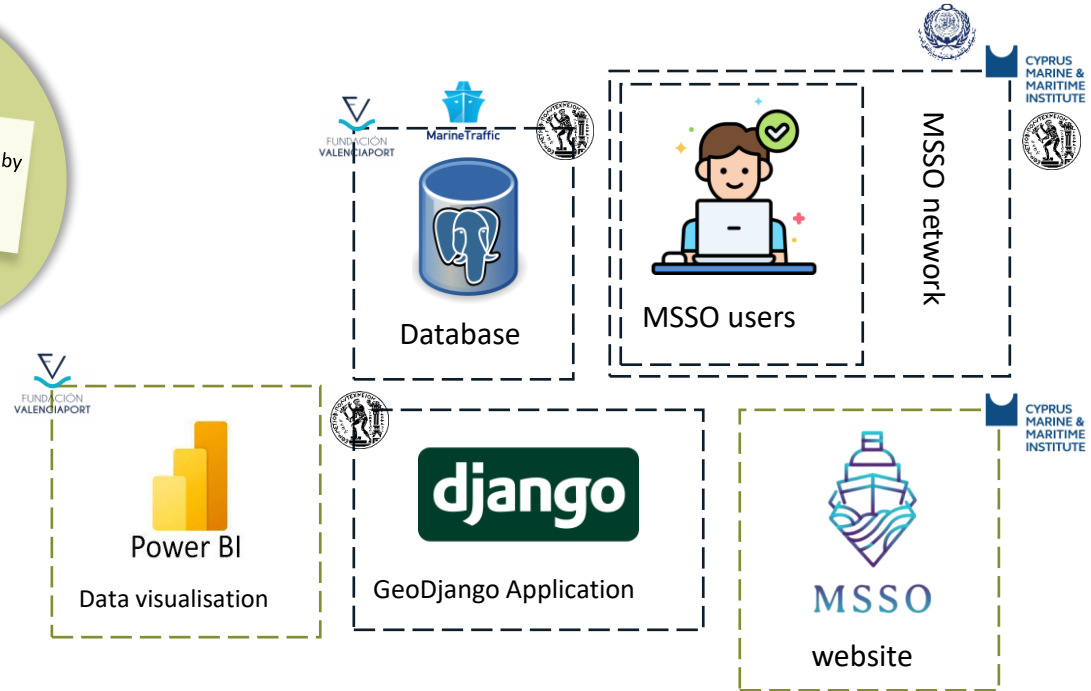 by
FUNDACIÓN
VALENCIAPORT
MarineTraffic
Database
MSSO users
MSSO network
CYPRUS
MARINE &
MARITIME
INSTITUTE
FUNDACIÓN
VALENCIAPORT
Power BI
Data visualisation
django
GeoDjango Application
CYPRUS
MARINE &
MARITIME
INSTITUTE
MSSO
website